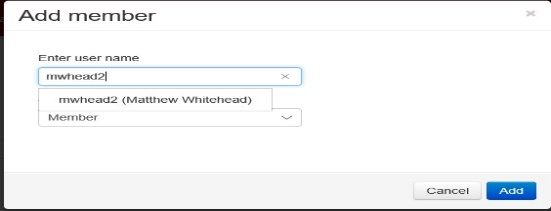 Add member
Enter user name
mwhead2
mwhead2 (Matthew Whitehead)
Member
Cancel Add